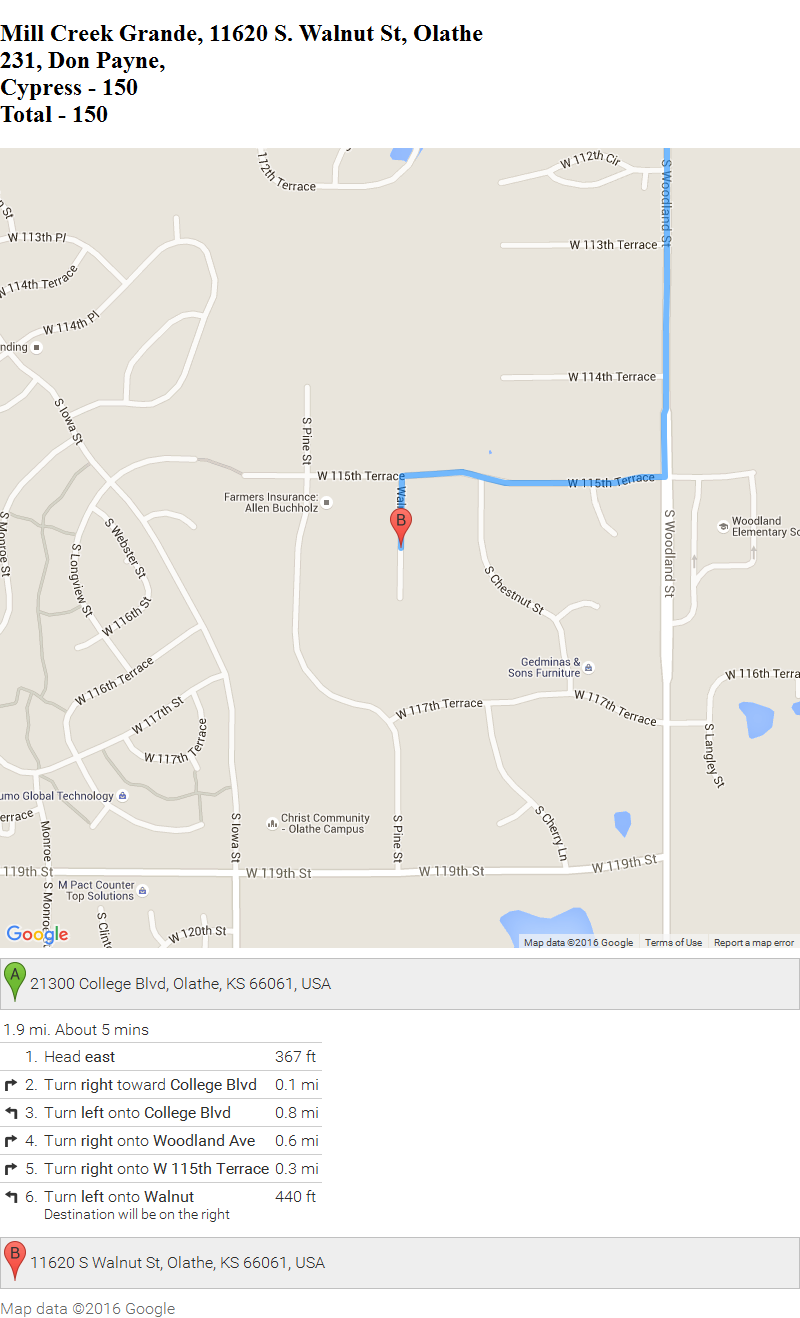 Mill Creek Grande, 11620 S. Walnut St, Olathe
231, Don Payne,
Cypress - 150
Total - 150
112th Terrace
W 112th Cir
S Woodland St
W 113th Pl
W 113th Terrace
W 114th Terrace
W 114th Pl
nding
W 114th Terrace
S Iowa St
S Pine St
W 115th Terrace
W 115th Terrace
Farmers Insurance:
Allen Buchholz
Wal
B
S Woodland St
Woodland
Elementary Sc
S Monroe St
S Webster St
S Longview St
W 116th St
S Chestnut St
Gedminas &
Sons Furniture
W 116th Terrace
W 116th Terra
W 117th St
W 117th Terrace
W 117th Terrace
W 117th Terrace
S Langley St
umo Global Technology
errace
Monroe
S Iowa St
Christ Community
- Olathe Campus
S Pine St
S Cherry Ln
119th St
W 119th St
W 119th St
W 119th St
M Pact Counter
Top Solutions
S Monroe
S Clint
W 120th St
Google
Map data ©2016 Google Terms of Use Report a map error
A 21300 College Blvd, Olathe, KS 66061, USA
1.9 mi. About 5 mins
1. Head east 367 ft
2. Turn right toward College Blvd 0.1 mi
3. Turn left onto College Blvd 0.8 mi
4. Turn right onto Woodland Ave 0.6 mi
5. Turn right onto W 115th Terrace 0.3 mi
6. Turn left onto Walnut 440 ft
Destination will be on the right
B 11620 S Walnut St, Olathe, KS 66061, USA
Map data ©2016 Google